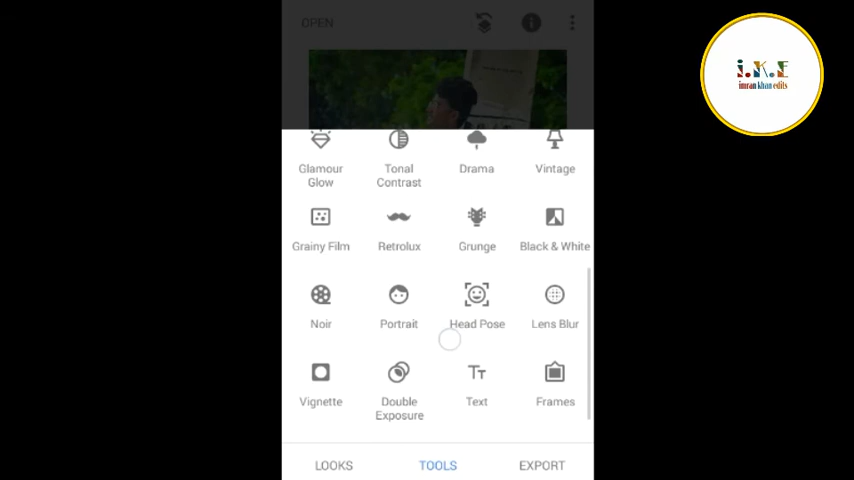 OPEN
i.K.E
imran khan edits
Glamour Glow
Tonal Contrast
Drama
Vintage
Grainy Film
Retrolux
Grunge
Black & White
Noir
Portrait
Head Pose
Lens Blur
Vignette
Double Exposure
Text
Frames
LOOKS
TOOLS
EXPORT